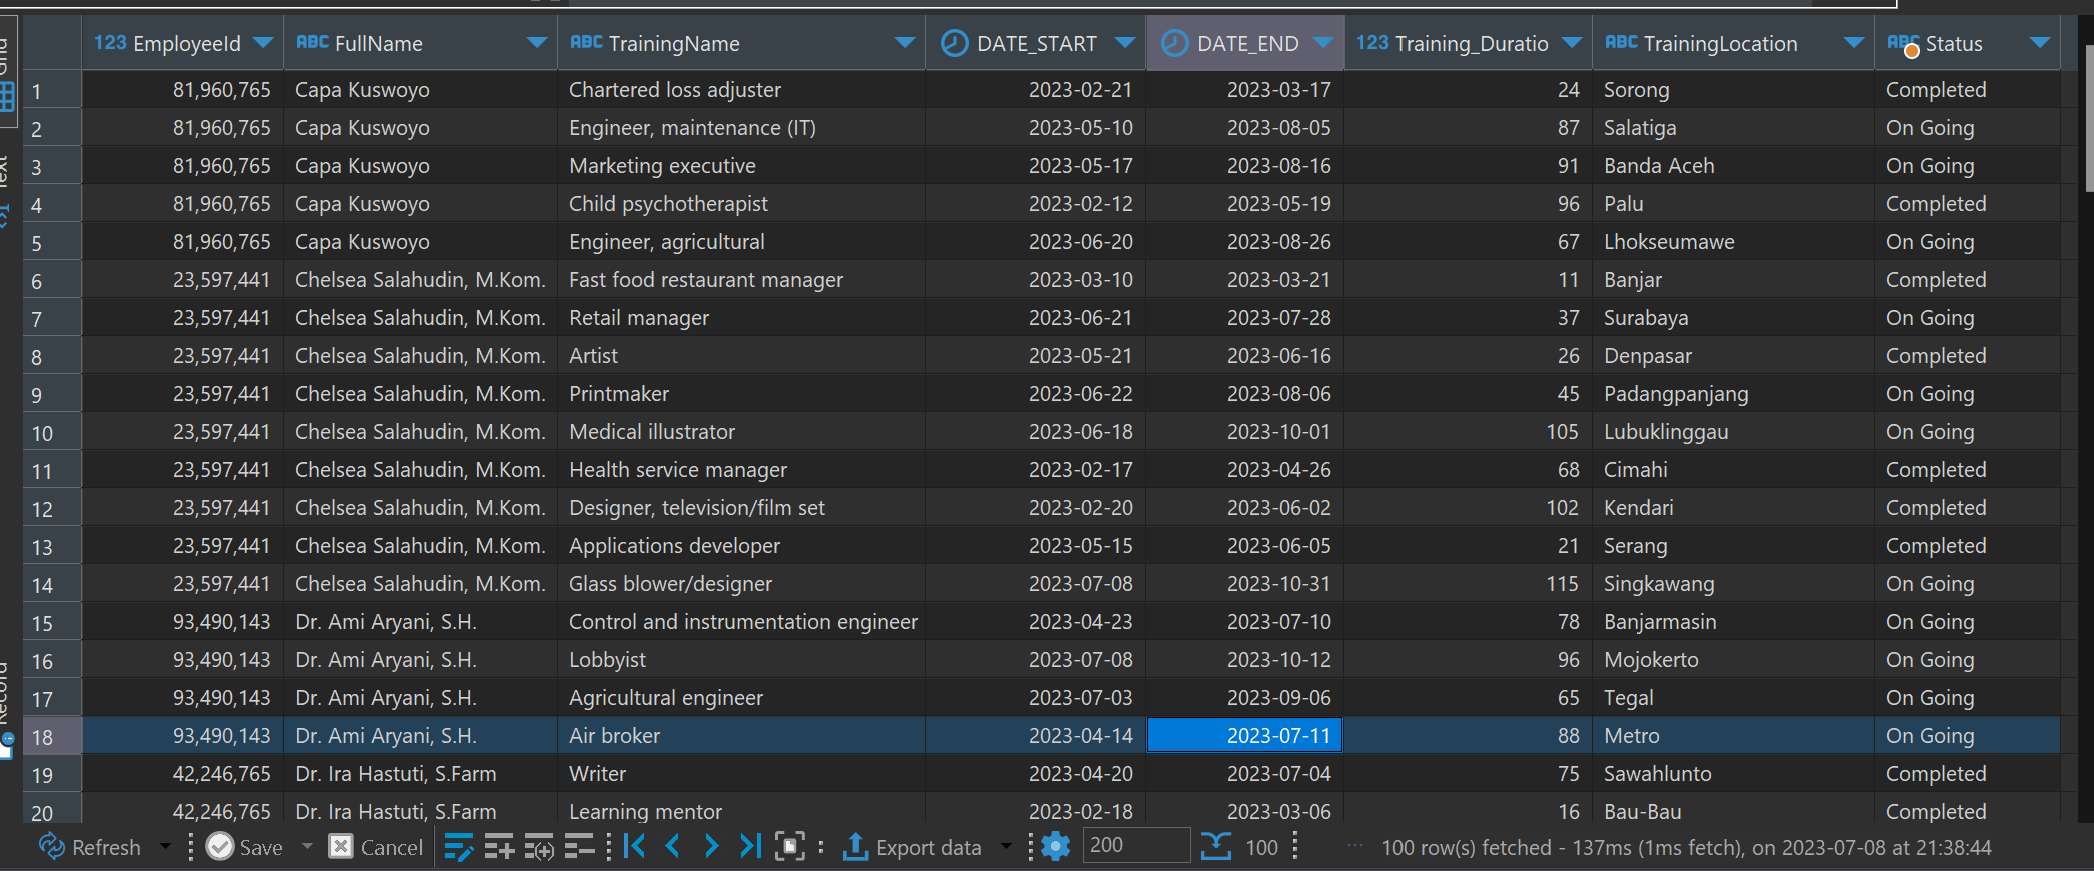 Grid
Text
Record
123 EmployeeId ABC FullName ABC TrainingName DATE_START DATE_END 123 Training_Duratio ABC TrainingLocation ABC Status
1 81,960,765 Capa Kuswoyo Chartered loss adjuster 2023-02-21 2023-03-17 24 Sorong Completed
2 81,960,765 Capa Kuswoyo Engineer, maintenance (IT) 2023-05-10 2023-08-05 87 Salatiga On Going
3 81,960,765 Capa Kuswoyo Marketing executive 2023-05-17 2023-08-16 91 Banda Aceh On Going
4 81,960,765 Capa Kuswoyo Child psychotherapist 2023-02-12 2023-05-19 96 Palu Completed
5 81,960,765 Capa Kuswoyo Engineer, agricultural 2023-06-20 2023-08-26 67 Lhokseumawe On Going
6 23,597,441 Chelsea Salahudin, M.Kom. Fast food restaurant manager 2023-03-10 2023-03-21 11 Banjar Completed
7 23,597,441 Chelsea Salahudin, M.Kom. Retail manager 2023-06-21 2023-07-28 37 Surabaya On Going
8 23,597,441 Chelsea Salahudin, M.Kom. Artist 2023-05-21 2023-06-16 26 Denpasar Completed
9 23,597,441 Chelsea Salahudin, M.Kom. Printmaker 2023-06-22 2023-08-06 45 Padangpanjang On Going
10 23,597,441 Chelsea Salahudin, M.Kom. Medical illustrator 2023-06-18 2023-10-01 105 Lubuklinggau On Going
11 23,597,441 Chelsea Salahudin, M.Kom. Health service manager 2023-02-17 2023-04-26 68 Cimahi Completed
12 23,597,441 Chelsea Salahudin, M.Kom. Designer, television/film set 2023-02-20 2023-06-02 102 Kendari Completed
13 23,597,441 Chelsea Salahudin, M.Kom. Applications developer 2023-05-15 2023-06-05 21 Serang Completed
14 23,597,441 Chelsea Salahudin, M.Kom. Glass blower/designer 2023-07-08 2023-10-31 115 Singkawang On Going
15 93,490,143 Dr. Ami Aryani, S.H. Control and instrumentation engineer 2023-04-23 2023-07-10 78 Banjarmasin On Going
16 93,490,143 Dr. Ami Aryani, S.H. Lobbyist 2023-07-08 2023-10-12 96 Mojokerto On Going
17 93,490,143 Dr. Ami Aryani, S.H. Agricultural engineer 2023-07-03 2023-09-06 65 Tegal On Going
18 93,490,143 Dr. Ami Aryani, S.H. Air broker 2023-04-14 2023-07-11 88 Metro On Going
19 42,246,765 Dr. Ira Hastuti, S.Farm Writer 2023-04-20 2023-07-04 75 Sawahlunto Completed
20 42,246,765 Dr. Ira Hastuti, S.Farm Learning mentor 2023-02-18 2023-03-06 16 Bau-Bau Completed
Refresh Save Cancel Export data 200 100 100 row(s) fetched - 137ms (1ms fetch), on 2023-07-08 at 21:38:44